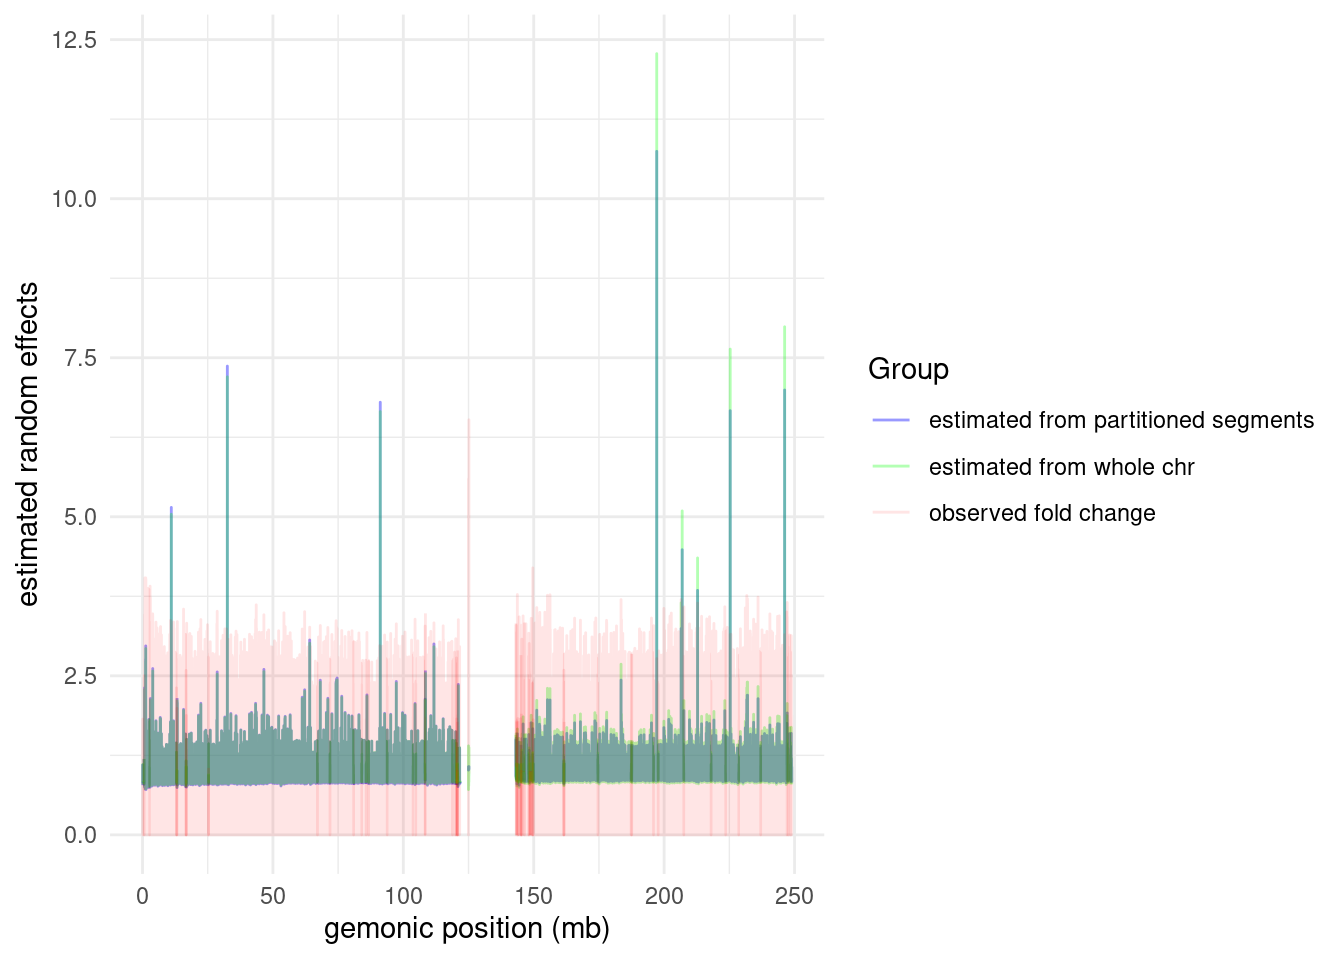 12.5
10.0
7.5
5.0
2.5
0.0
estimated random effects
0
50
100
150
200
250
gemonic position (mb)
Group
estimated from partitioned segments
estimated from whole chr
observed fold change